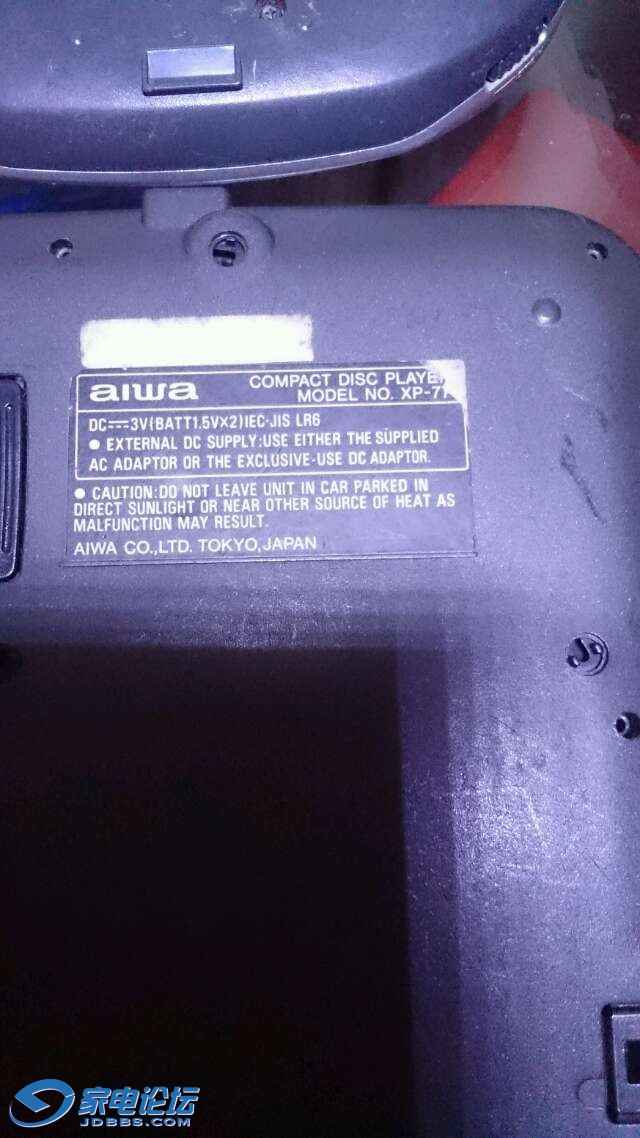 aiwa
COMPACT DISC PLAYER
MODEL NO. XP-7
DC⎓3V(BATT1.5V×2)IEC·JIS LR6
● EXTERNAL DC SUPPLY:USE EITHER THE SUPPLIED
AC ADAPTOR OR THE EXCLUSIVE-USE DC ADAPTOR.
● CAUTION:DO NOT LEAVE UNIT IN CAR PARKED IN
DIRECT SUNLIGHT OR NEAR OTHER SOURCE OF HEAT AS
MALFUNCTION MAY RESULT.
AIWA CO.,LTD. TOKYO,JAPAN
家电论坛
JDBBS.COM